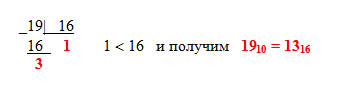 _19| 16
16 1 1 < 16 и получим 19₁₀ = 13₁₆
3